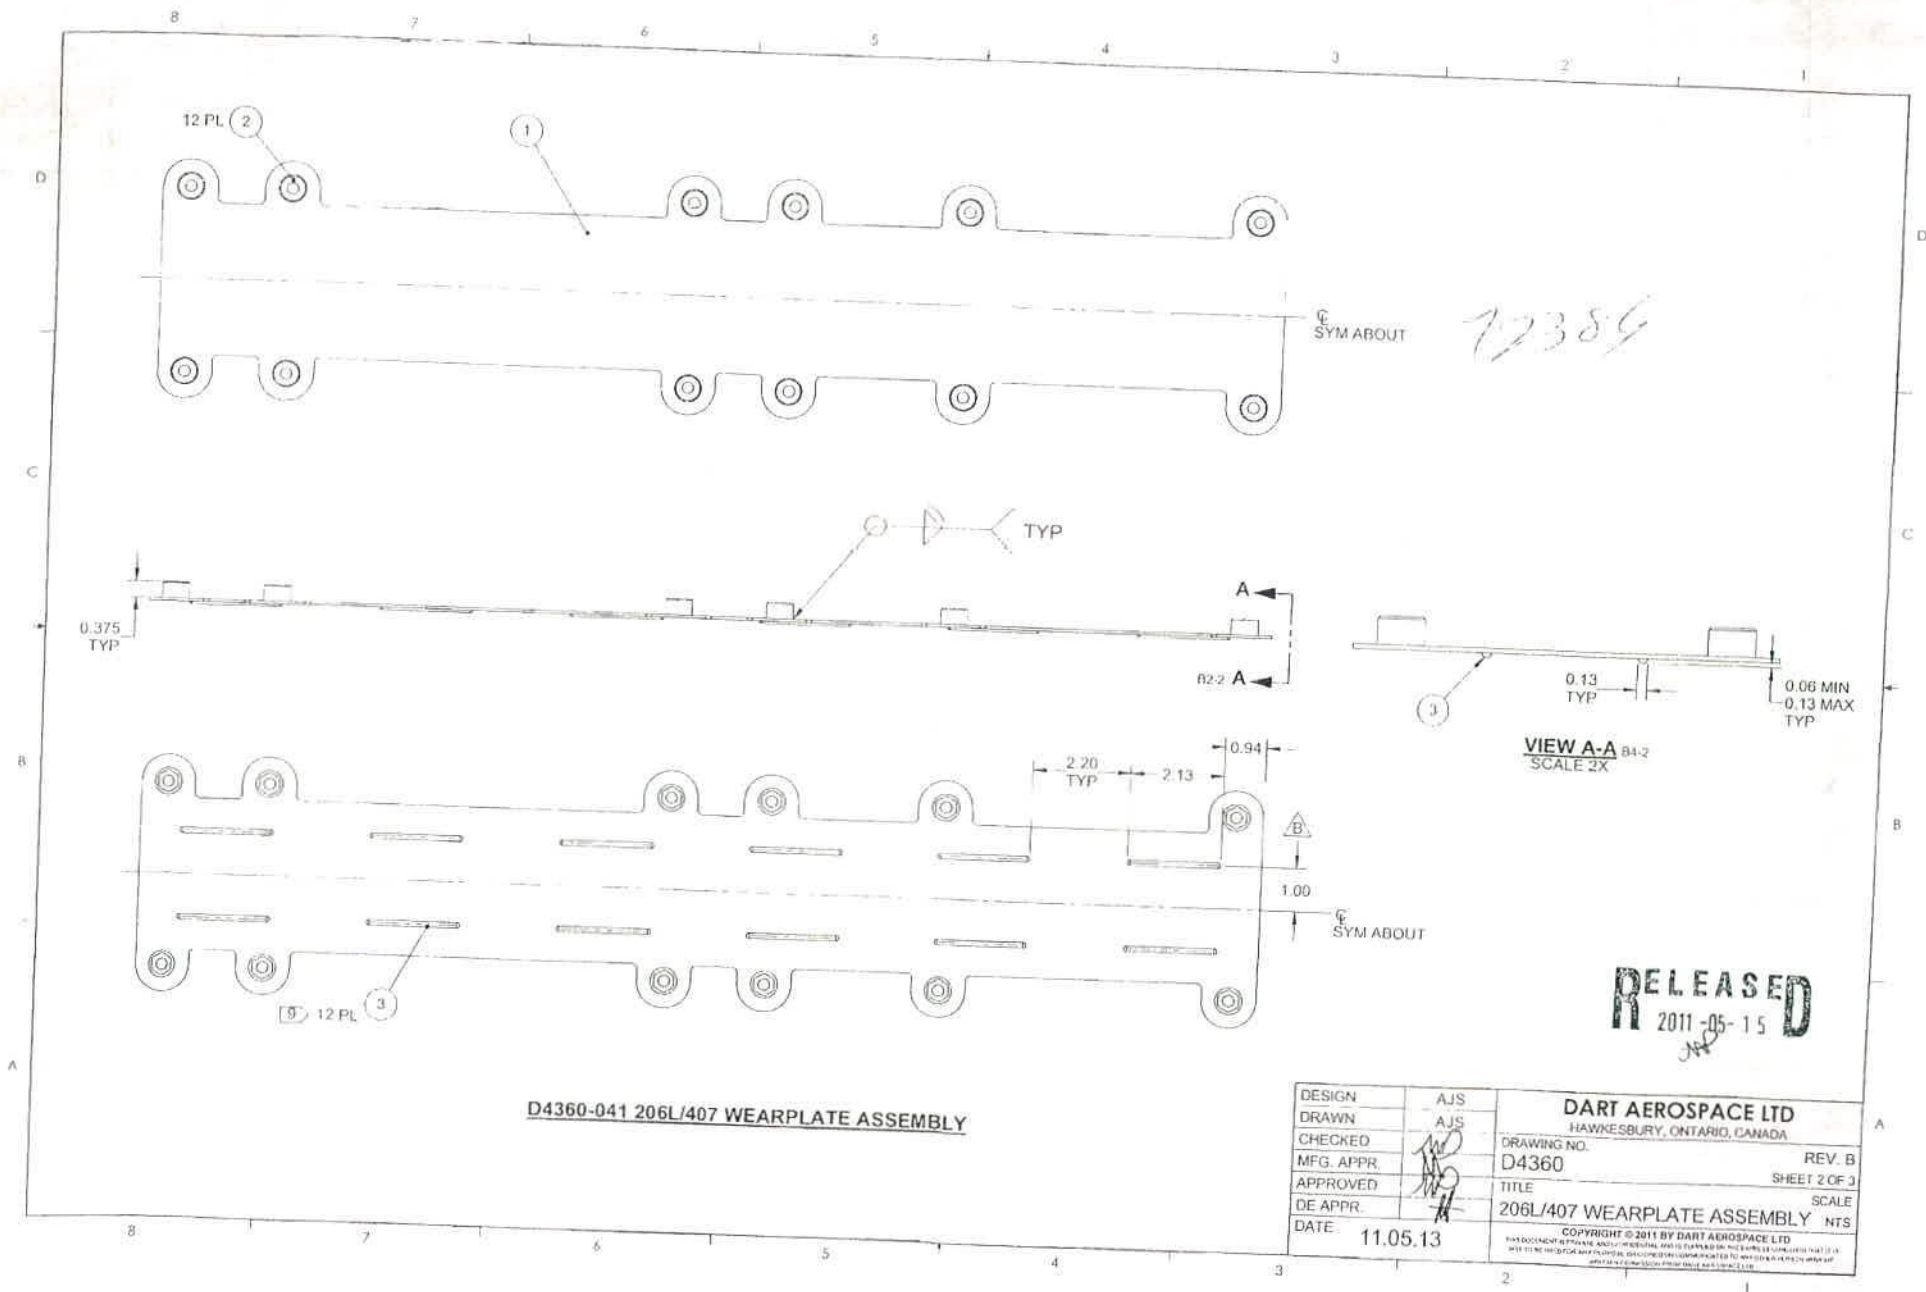 8 7 6 5 4 3 2 1
D
D
12 PL 2
1
℄
SYM ABOUT
C
C
TYP
0.375
TYP
A
B2-2 A
3
0.13
TYP
0.06 MIN
0.13 MAX
TYP
VIEW A-A B4-2
SCALE 2X
B
B
2.20
TYP
2.13
0.94
B
1.00
℄
SYM ABOUT
9 12 PL 3
RELEASED
2011-05-15
A
A
D4360-041 206L/407 WEARPLATE ASSEMBLY
DESIGN AJS
DRAWN AJS
CHECKED
MFG. APPR.
APPROVED
DE APPR.
DATE 11.05.13
DART AEROSPACE LTD
HAWKESBURY, ONTARIO, CANADA
DRAWING NO. REV. B
D4360 SHEET 2 OF 3
TITLE SCALE
206L/407 WEARPLATE ASSEMBLY NTS
COPYRIGHT © 2011 BY DART AEROSPACE LTD
8 7 6 5 4 3 2 1